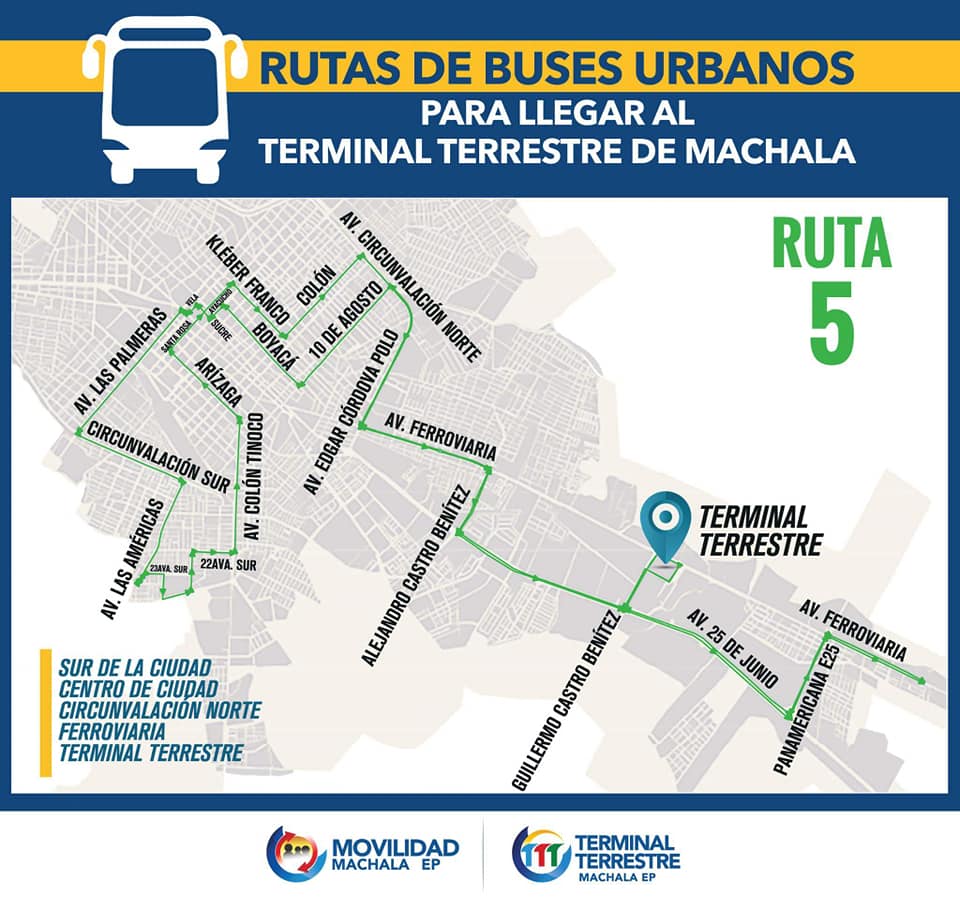 RUTAS DE BUSES URBANOS
PARA LLEGAR AL
TERMINAL TERRESTRE DE MACHALA
RUTA
5
AV. CIRCUNVALACIÓN NORTE
KLÉBER FRANCO
COLÓN
VELA
AYACUCHO
SANTA ROSA
SUCRE
BOYACÁ
10 DE AGOSTO
AV. LAS PALMERAS
ARÍZAGA
AV. EDGAR CÓRDOVA POLO
CIRCUNVALACIÓN SUR
AV. COLÓN TINOCO
AV. FERROVIARIA
AV. LAS AMÉRICAS
23AVA. SUR
22AVA. SUR
ALEJANDRO CASTRO BENÍTEZ
TERMINAL
TERRESTRE
GUILLERMO CASTRO BENÍTEZ
AV. 25 DE JUNIO
AV. FERROVIARIA
PANAMERICANA E25
SUR DE LA CIUDAD
CENTRO DE CIUDAD
CIRCUNVALACIÓN NORTE
FERROVIARIA
TERMINAL TERRESTRE
MOVILIDAD
MACHALA EP
TERMINAL
TERRESTRE
MACHALA EP